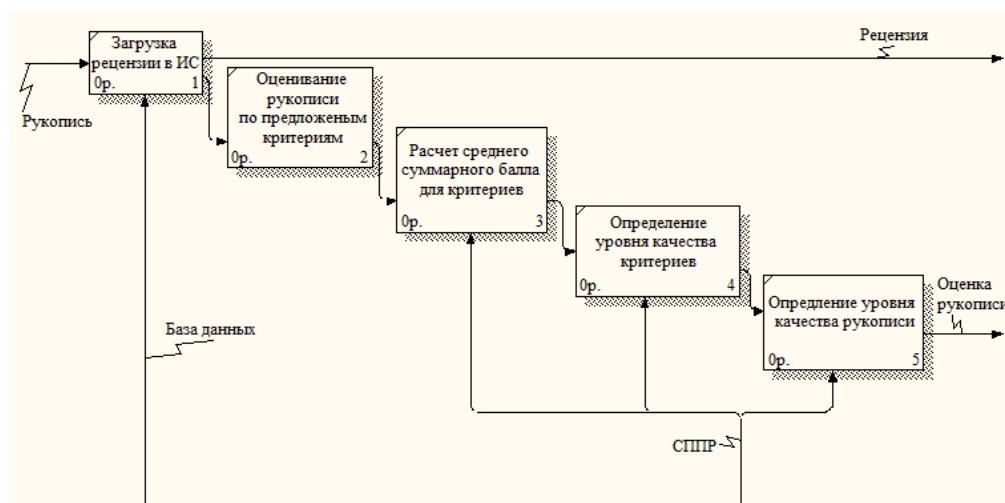 Загрузка
рецензии в ИС
0р.
1
Рецензия
Рукопись
Оценивание
рукописи
по предложеным
критериям
0р.
2
Расчет среднего
суммарного балла
для критериев
0р.
3
Определение
уровня качества
критериев
0р.
4
Опредление уровня
качества рукописи
0р.
5
Оценка
рукописи
База данных
СППР